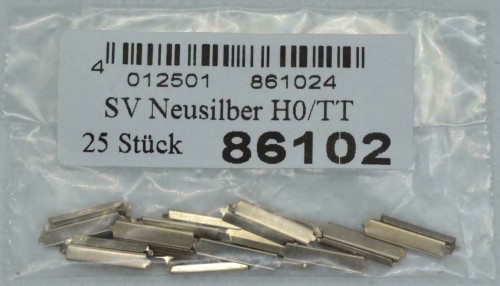 4 012501 861024
SV Neusilber H0/TT
25 Stück 86102